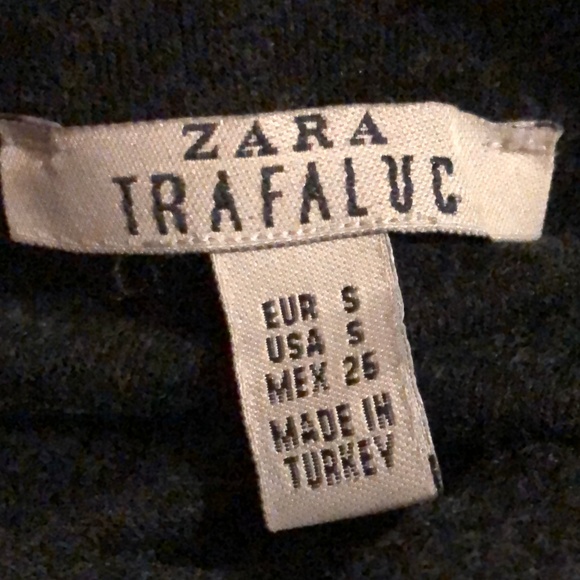 ZARA
TRAFALUC
EUR S
USA S
MEX 26
MADE IN
TURKEY